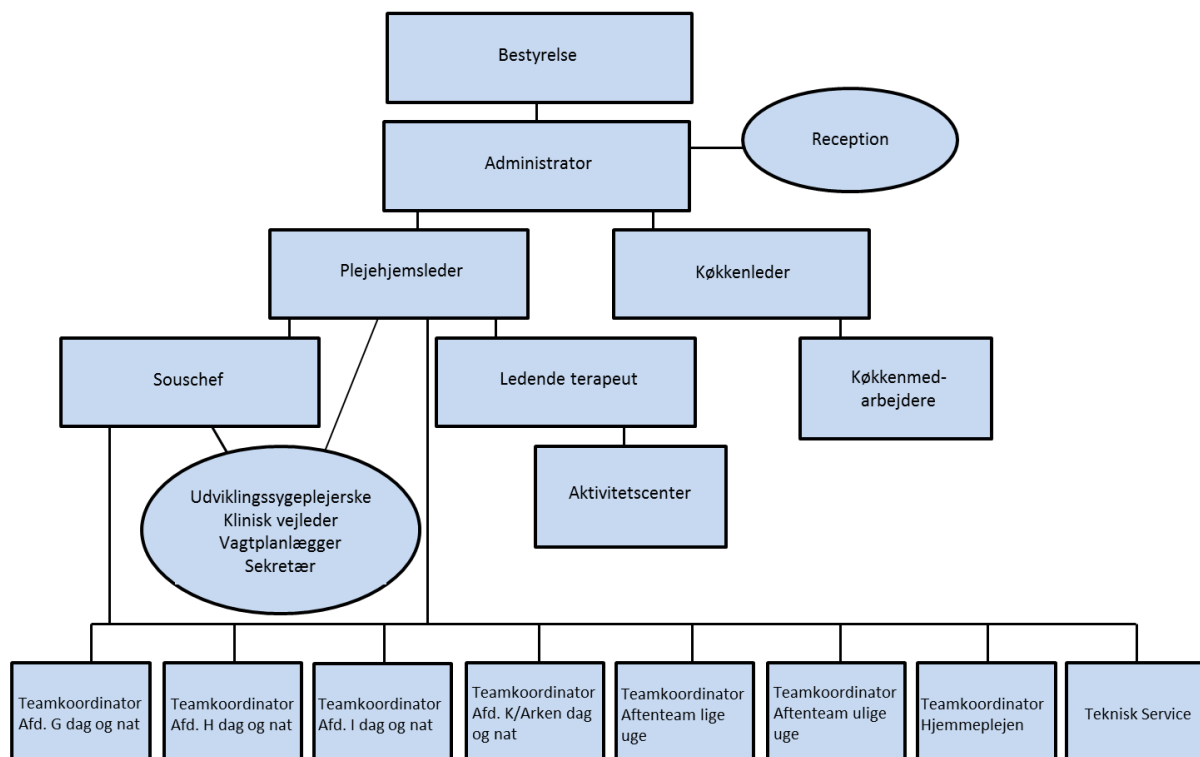 Bestyrelse
Administrator
Reception
Plejehjemsleder
Køkkenleder
Souschef
Ledende terapeut
Køkkenmed-
arbejdere
Udviklingssygeplejerske
Klinisk vejleder
Vagtplanlægger
Sekretær
Aktivitetscenter
Teamkoordinator
Afd. G dag og nat
Teamkoordinator
Afd. H dag og nat
Teamkoordinator
Afd. I dag og nat
Teamkoordinator
Afd. K/Arken dag
og nat
Teamkoordinator
Aftenteam lige
uge
Teamkoordinator
Aftenteam ulige
uge
Teamkoordinator
Hjemmeplejen
Teknisk Service